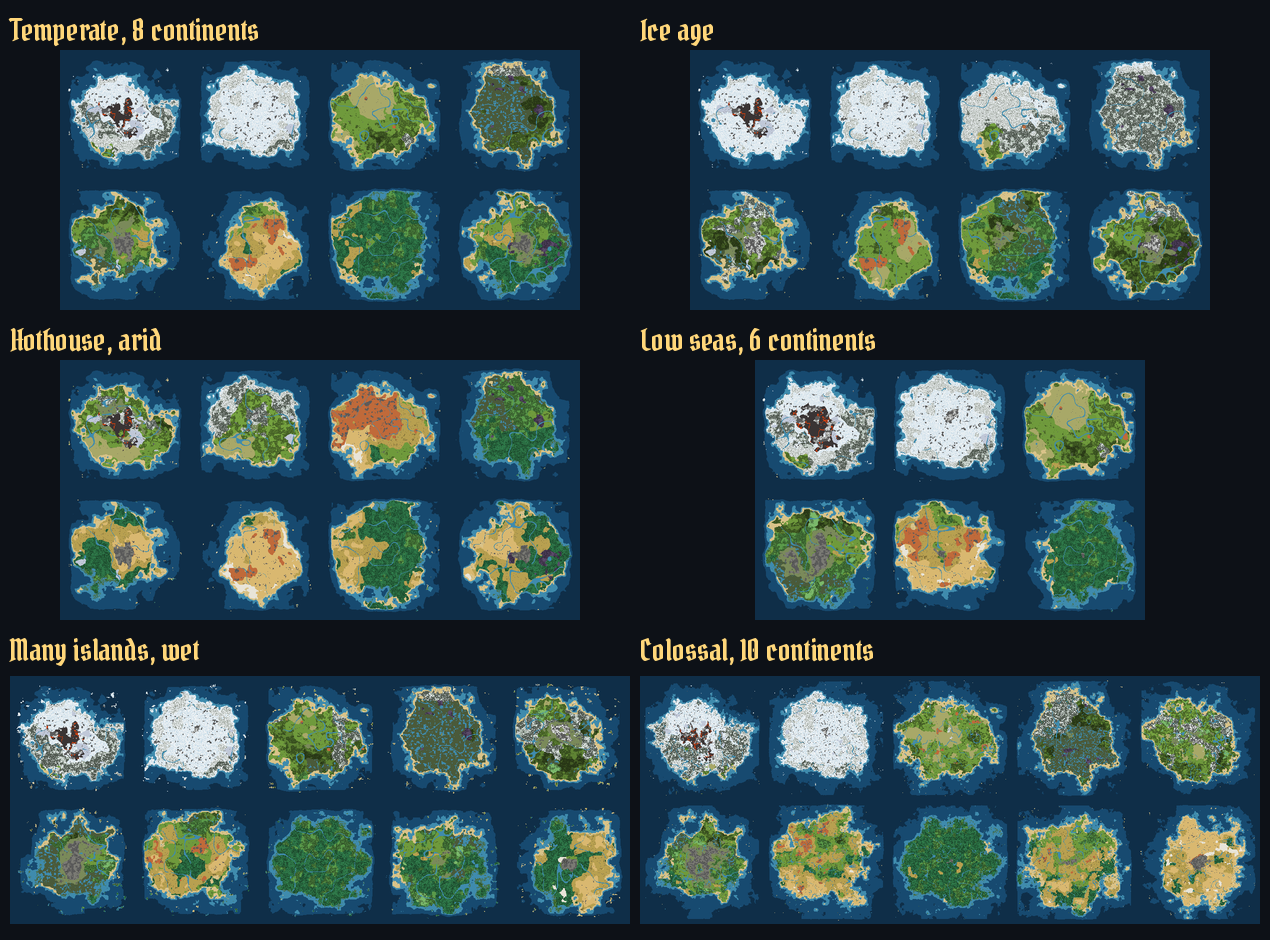 Temperate, 8 continents
Ice age
Hothouse, arid
Low seas, 6 continents
Many islands, wet
Colossal, 10 continents